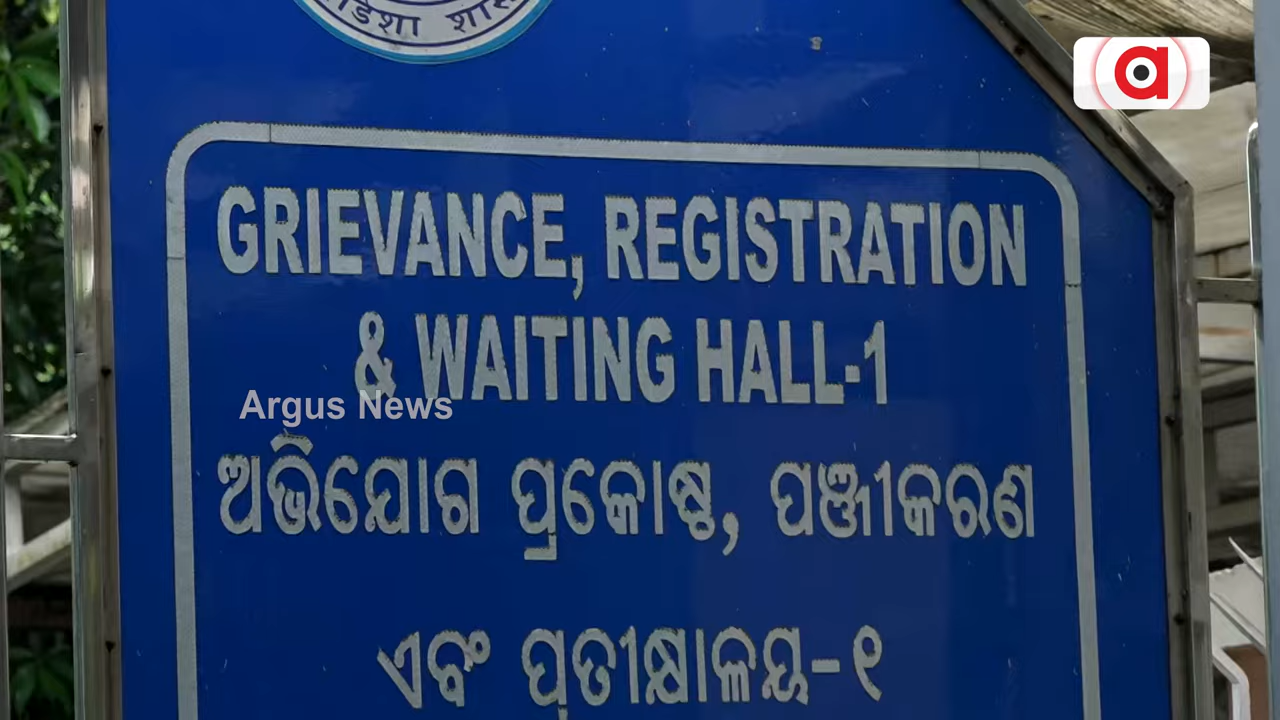 GRIEVANCE, REGISTRATION
& WAITING HALL-1
Argus News
ଅଭିଯୋଗ ପ୍ରକୋଷ୍ଠ, ପଞ୍ଜୀକରଣ
ଏବଂ ପ୍ରତୀକ୍ଷାଳୟ-୧